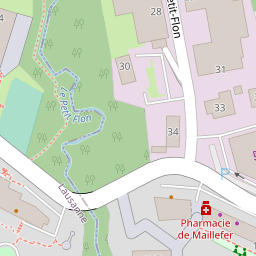 28
etit-Flon
30
31
Le Petit
Flon
33
34
Lausanne
P
Pharmacie
de Maillefer